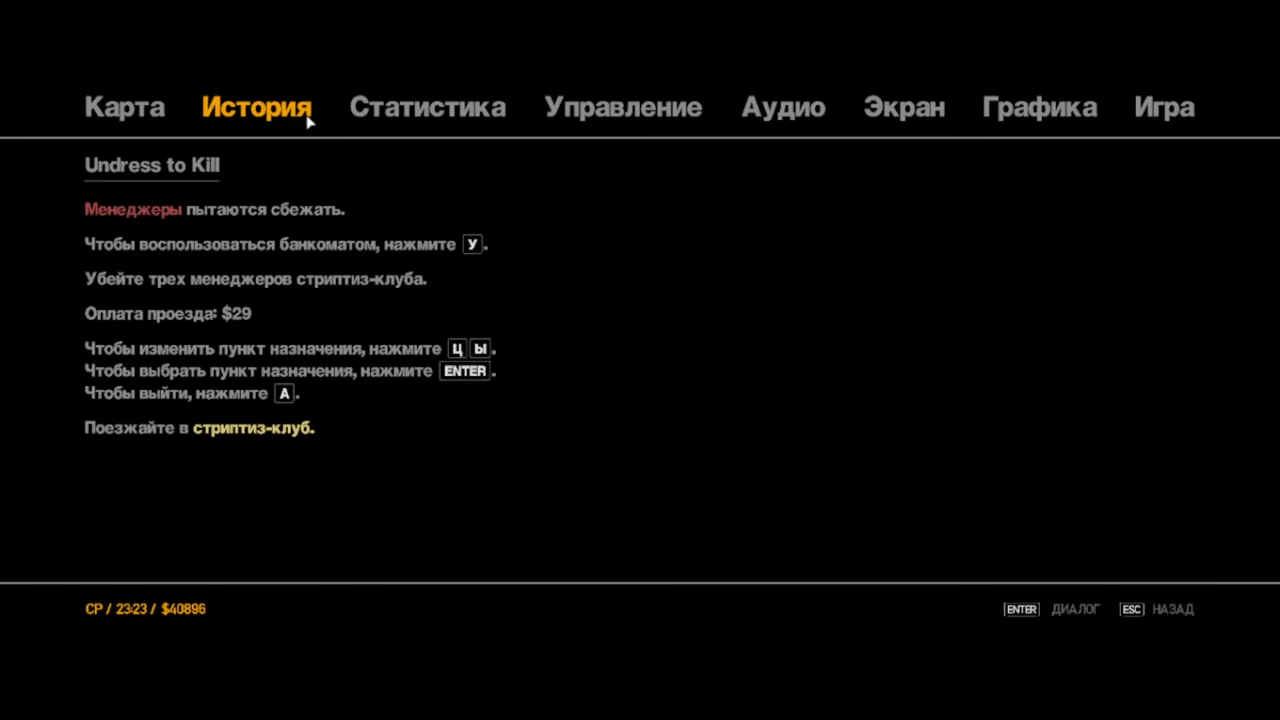 Карта История Статистика Управление Аудио Экран Графика Игра
Undress to Kill
Менеджеры пытаются сбежать.
Чтобы воспользоваться банкоматом, нажмите У.
Убейте трех менеджеров стриптиз-клуба.
Оплата проезда: $29
Чтобы изменить пункт назначения, нажмите Ц Ы.
Чтобы выбрать пункт назначения, нажмите ENTER.
Чтобы выйти, нажмите А.
Поезжайте в стриптиз-клуб.
СР / 23:23 / $40896 ENTER ДИАЛОГ ESC НАЗАД